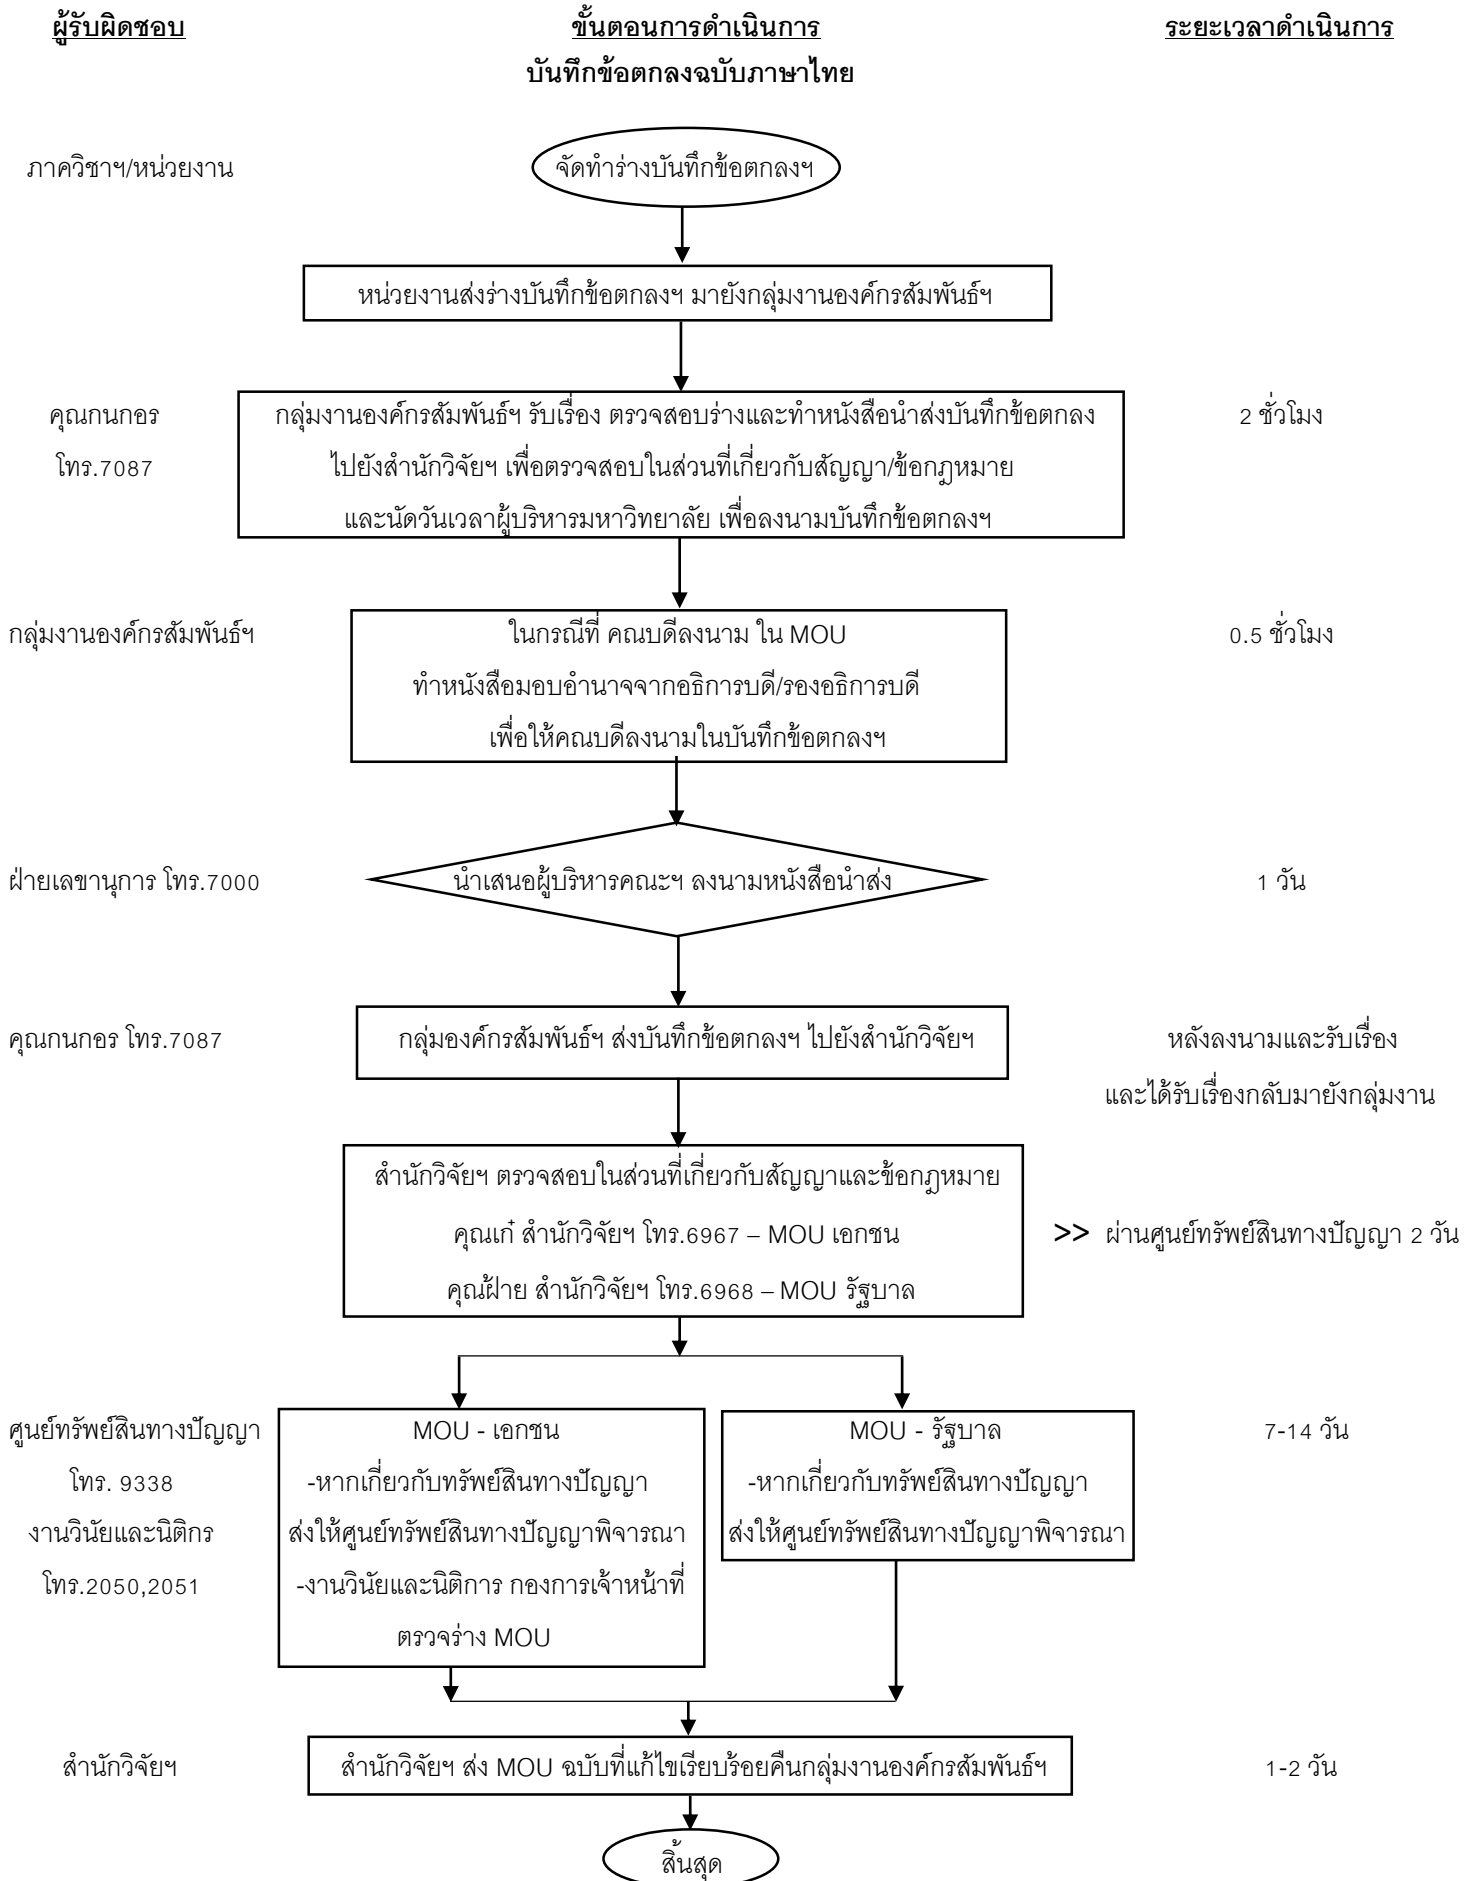 ผู้รับผิดชอบ
ขั้นตอนการดำเนินการ
ระยะเวลาดำเนินการ
บันทึกข้อตกลงฉบับภาษาไทย
ภาควิชาฯ/หน่วยงาน
จัดทำร่างบันทึกข้อตกลงฯ
หน่วยงานส่งร่างบันทึกข้อตกลงฯ มายังกลุ่มงานองค์กรสัมพันธ์ฯ
คุณกนกอร
โทร.7087
กลุ่มงานองค์กรสัมพันธ์ฯ รับเรื่อง ตรวจสอบร่างและทำหนังสือนำส่งบันทึกข้อตกลง
ไปยังสำนักวิจัยฯ เพื่อตรวจสอบในส่วนที่เกี่ยวกับสัญญา/ข้อกฎหมาย
และนัดวันเวลาผู้บริหารมหาวิทยาลัย เพื่อลงนามบันทึกข้อตกลงฯ
2 ชั่วโมง
กลุ่มงานองค์กรสัมพันธ์ฯ
ในกรณีที่ คณบดีลงนาม ใน MOU
ทำหนังสือมอบอำนาจจากอธิการบดี/รองอธิการบดี
เพื่อให้คณบดีลงนามในบันทึกข้อตกลงฯ
0.5 ชั่วโมง
ฝ่ายเลขานุการ โทร.7000
นำเสนอผู้บริหารคณะฯ ลงนามหนังสือนำส่ง
1 วัน
คุณกนกอร โทร.7087
กลุ่มองค์กรสัมพันธ์ฯ ส่งบันทึกข้อตกลงฯ ไปยังสำนักวิจัยฯ
หลังลงนามและรับเรื่อง
และได้รับเรื่องกลับมายังกลุ่มงาน
สำนักวิจัยฯ ตรวจสอบในส่วนที่เกี่ยวกับสัญญาและข้อกฎหมาย
คุณเก๋ สำนักวิจัยฯ โทร.6967 – MOU เอกชน
คุณฝ้าย สำนักวิจัยฯ โทร.6968 – MOU รัฐบาล
>> ผ่านศูนย์ทรัพย์สินทางปัญญา 2 วัน
ศูนย์ทรัพย์สินทางปัญญา
โทร. 9338
งานวินัยและนิติกร
โทร.2050,2051
MOU - เอกชน
-หากเกี่ยวกับทรัพย์สินทางปัญญา
ส่งให้ศูนย์ทรัพย์สินทางปัญญาพิจารณา
-งานวินัยและนิติการ กองการเจ้าหน้าที่
ตรวจร่าง MOU
MOU - รัฐบาล
-หากเกี่ยวกับทรัพย์สินทางปัญญา
ส่งให้ศูนย์ทรัพย์สินทางปัญญาพิจารณา
7-14 วัน
สำนักวิจัยฯ
สำนักวิจัยฯ ส่ง MOU ฉบับที่แก้ไขเรียบร้อยคืนกลุ่มงานองค์กรสัมพันธ์ฯ
1-2 วัน
สิ้นสุด